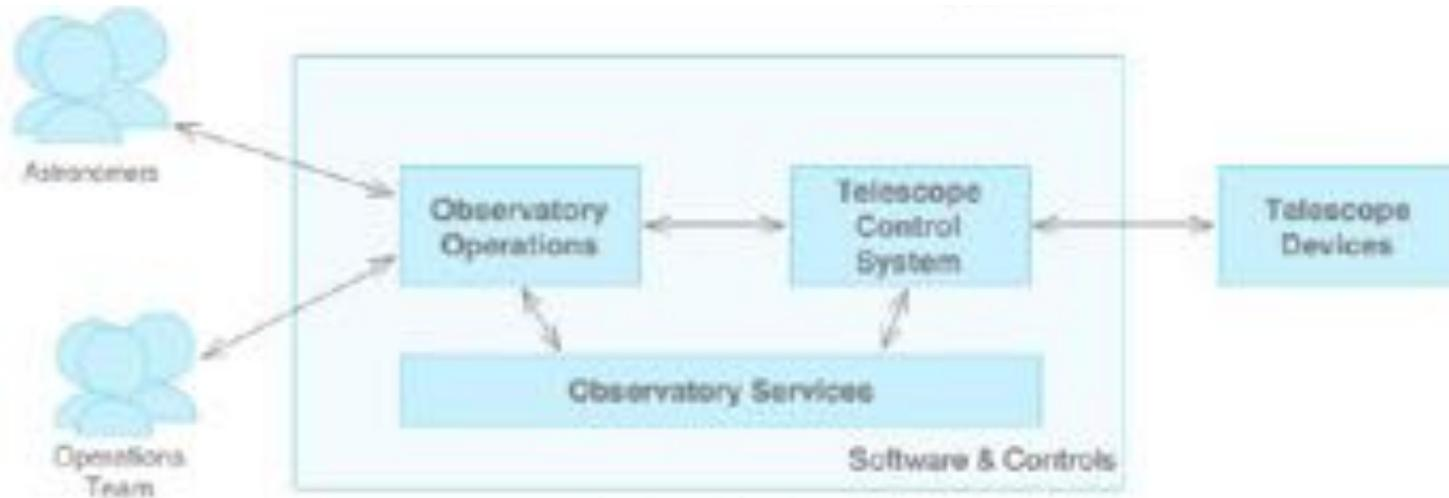 Astronomers
Observatory
Operations
Telescope
Control
System
Telescope
Devices
Observatory Services
Operations
Team
Software & Controls